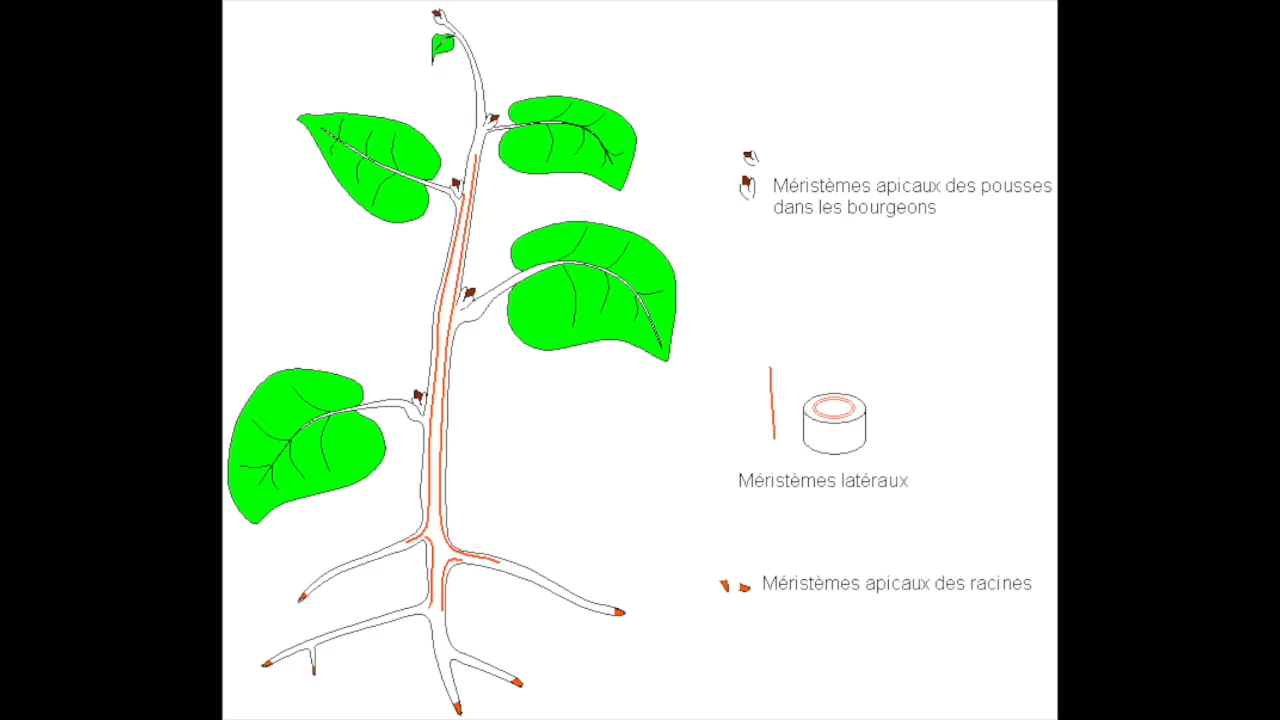 Méristèmes apicaux des pousses
dans les bourgeons
Méristèmes latéraux
Méristèmes apicaux des racines